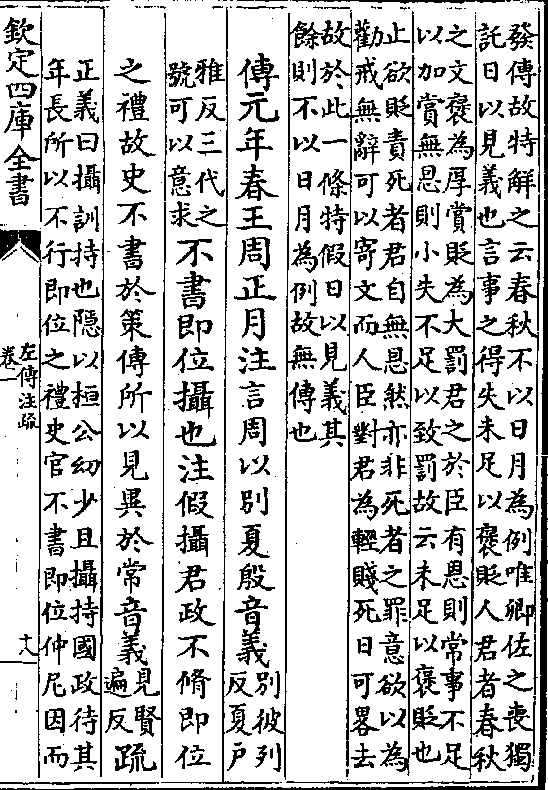 發傳故特解之云春秋不以日月為例唯卿佐之喪獨
託日以見義也言事之得失未足以褒貶人君者春秋
之文褒為厚賞貶為大罰君之於臣有恩則常事不足
以加賞無恩則小失不足以致罰故云未足以褒貶也
止欲貶責死者君自無恩然亦非死者之罪意欲以為
勸戒無辭可以寄文而人臣對君為輕賤死日可畧去
故於此一條特假日以見義其
餘則不以日月為例故無傳也
傳元年春王周正月注言周以別夏殷音義別彼列
反夏戶
雅反三代之
號可以意求不書即位攝也注假攝君政不脩即位
之禮故史不書於策傳所以見異於常音義見賢
遍反疏
正義曰攝訓持也隠以桓公幼少且攝持國政待其
年長所以不行即位之禮史官不書即位仲尼因而
欽定四庫全書
左傳注疏
卷一
十八